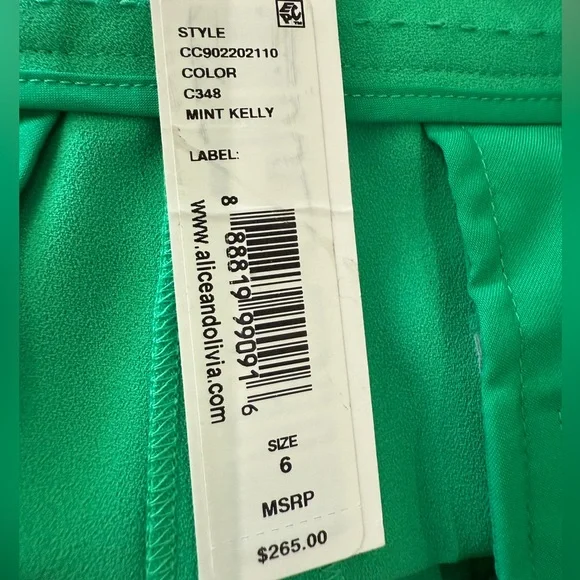 EPC
STYLE
CC902202110
COLOR
C348
MINT KELLY
LABEL:
8 88819 99091 6
www.aliceandolivia.com
SIZE
6
MSRP
$265.00